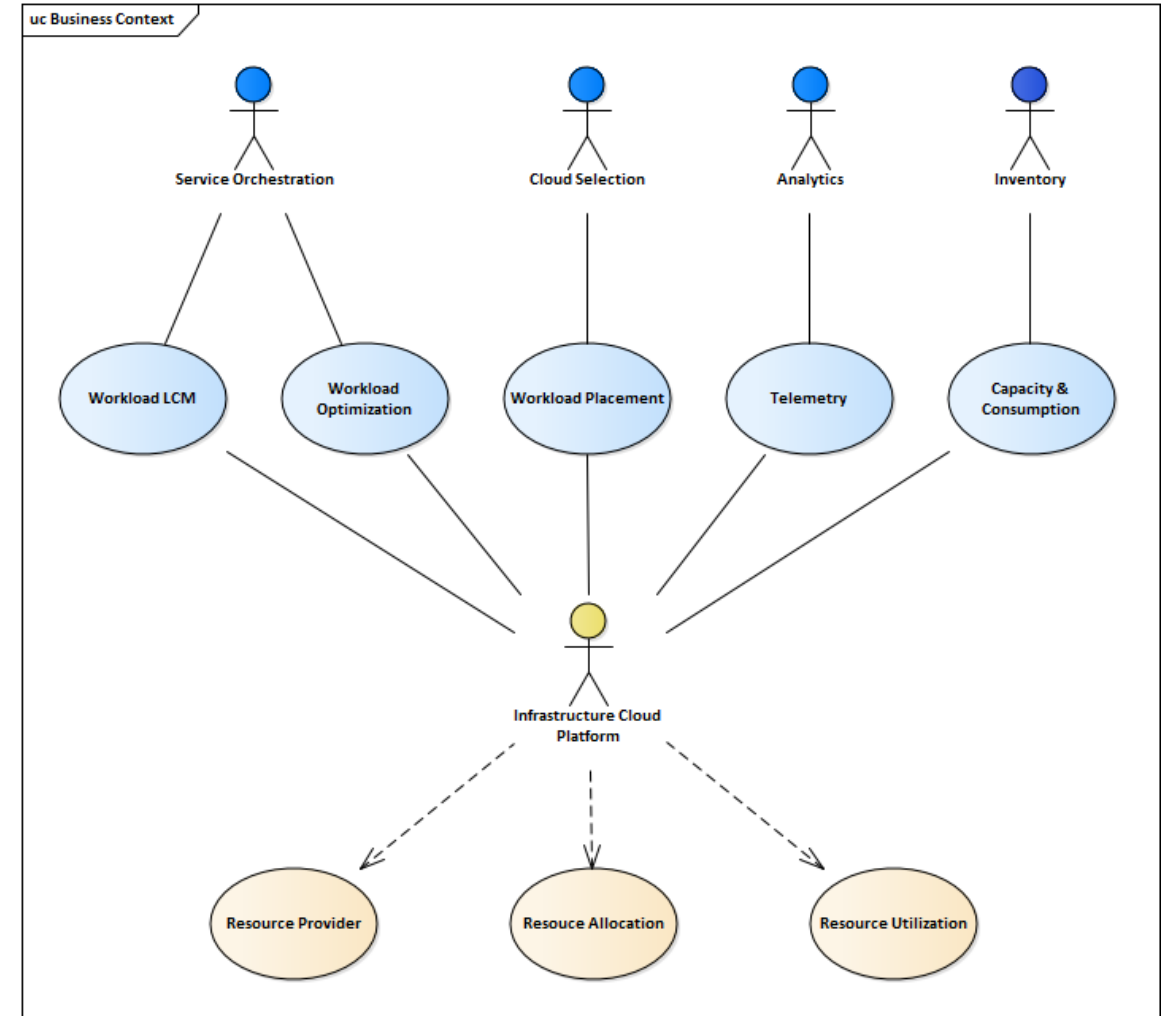 uc Business Context
Service Orchestration
Cloud Selection
Analytics
Inventory
Workload LCM
Workload
Optimization
Workload Placement
Telemetry
Capacity &
Consumption
Infrastructure Cloud
Platform
Resource Provider
Resouce Allocation
Resource Utilization